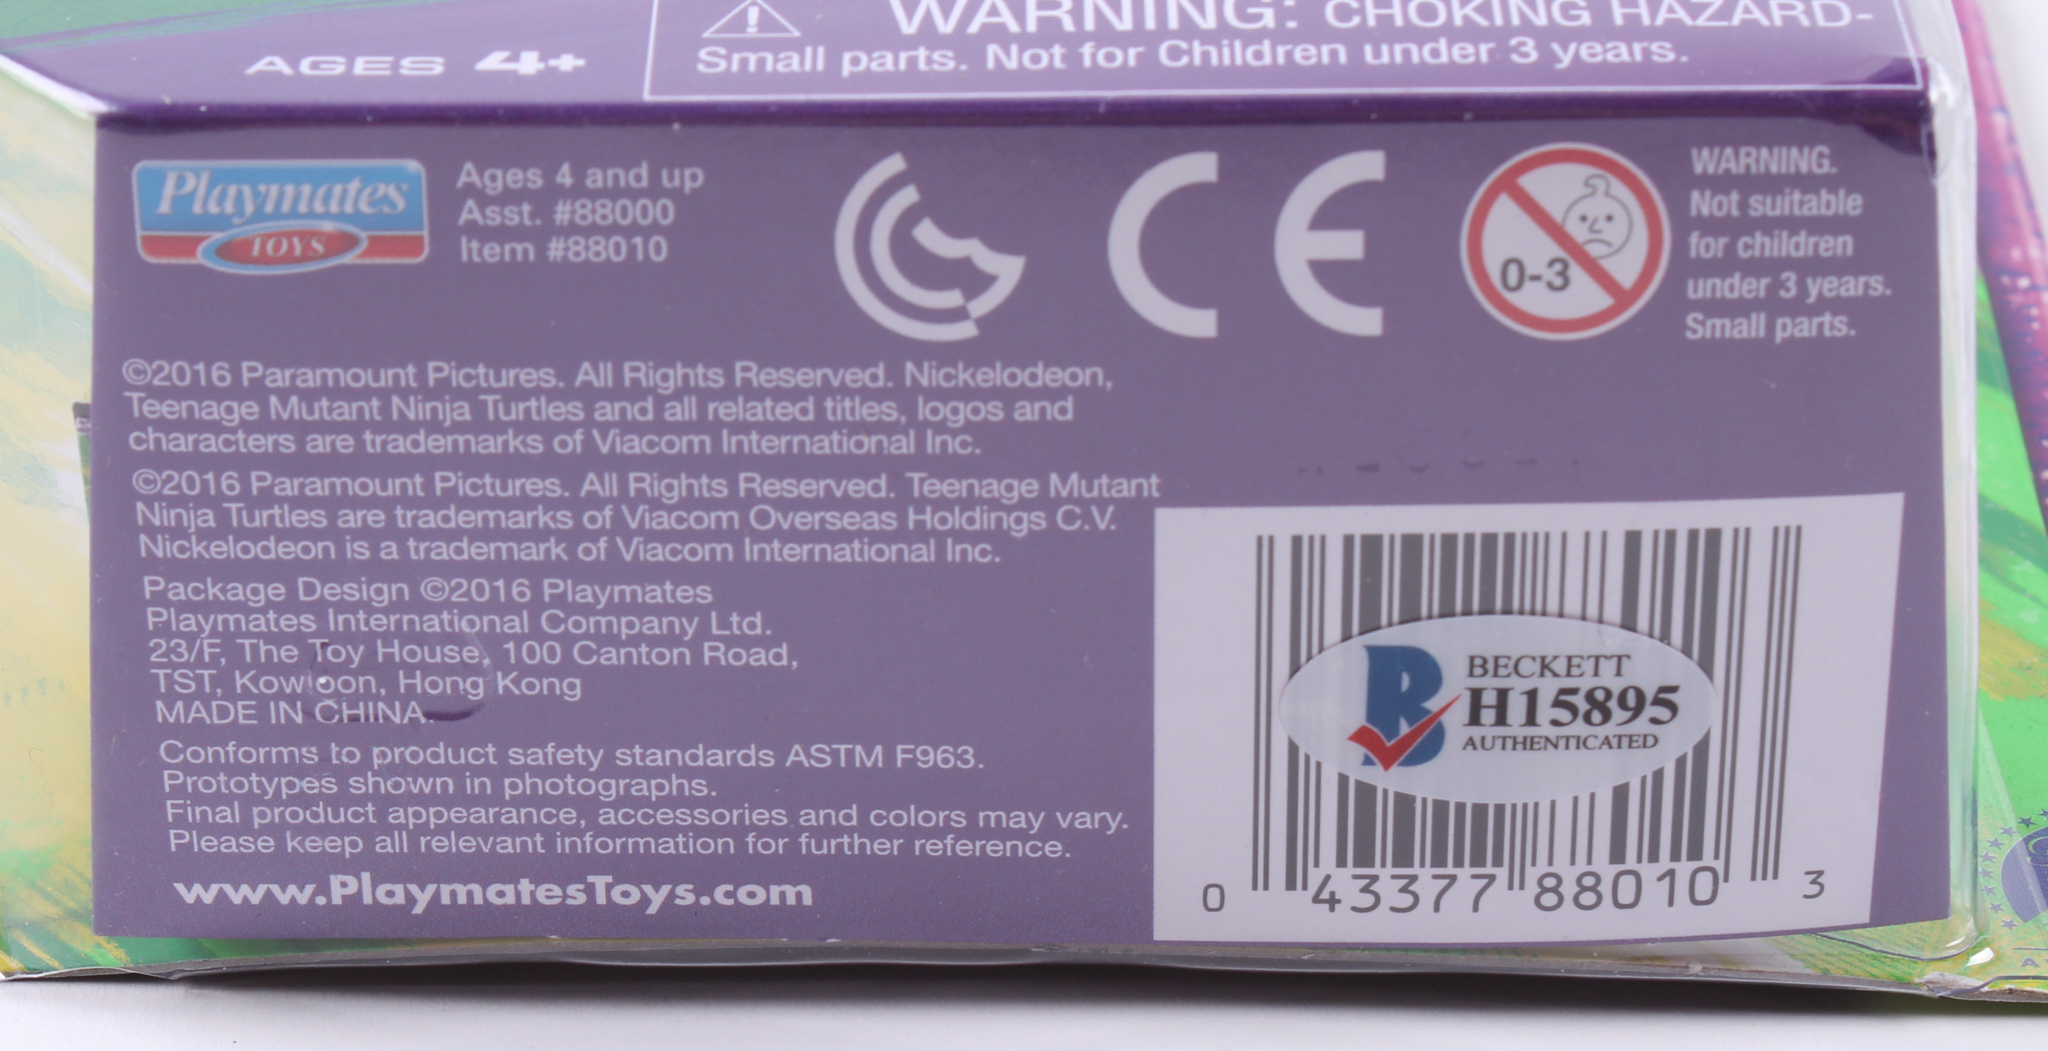 WARNING: CHOKING HAZARD-
Small parts. Not for Children under 3 years.
AGES 4+
Playmates
TOYS
Ages 4 and up
Asst. #88000
Item #88010
CE
0-3
WARNING.
Not suitable
for children
under 3 years.
Small parts.
©2016 Paramount Pictures. All Rights Reserved. Nickelodeon,
Teenage Mutant Ninja Turtles and all related titles, logos and
characters are trademarks of Viacom International Inc.
©2016 Paramount Pictures. All Rights Reserved. Teenage Mutant
Ninja Turtles are trademarks of Viacom Overseas Holdings C.V.
Nickelodeon is a trademark of Viacom International Inc.
Package Design ©2016 Playmates
Playmates International Company Ltd.
23/F, The Toy House, 100 Canton Road,
TST, Kowloon, Hong Kong
MADE IN CHINA.
Conforms to product safety standards ASTM F963.
Prototypes shown in photographs.
Final product appearance, accessories and colors may vary.
Please keep all relevant information for further reference.
www.PlaymatesToys.com
B
BECKETT
H15895
AUTHENTICATED
0 43377 88010 3